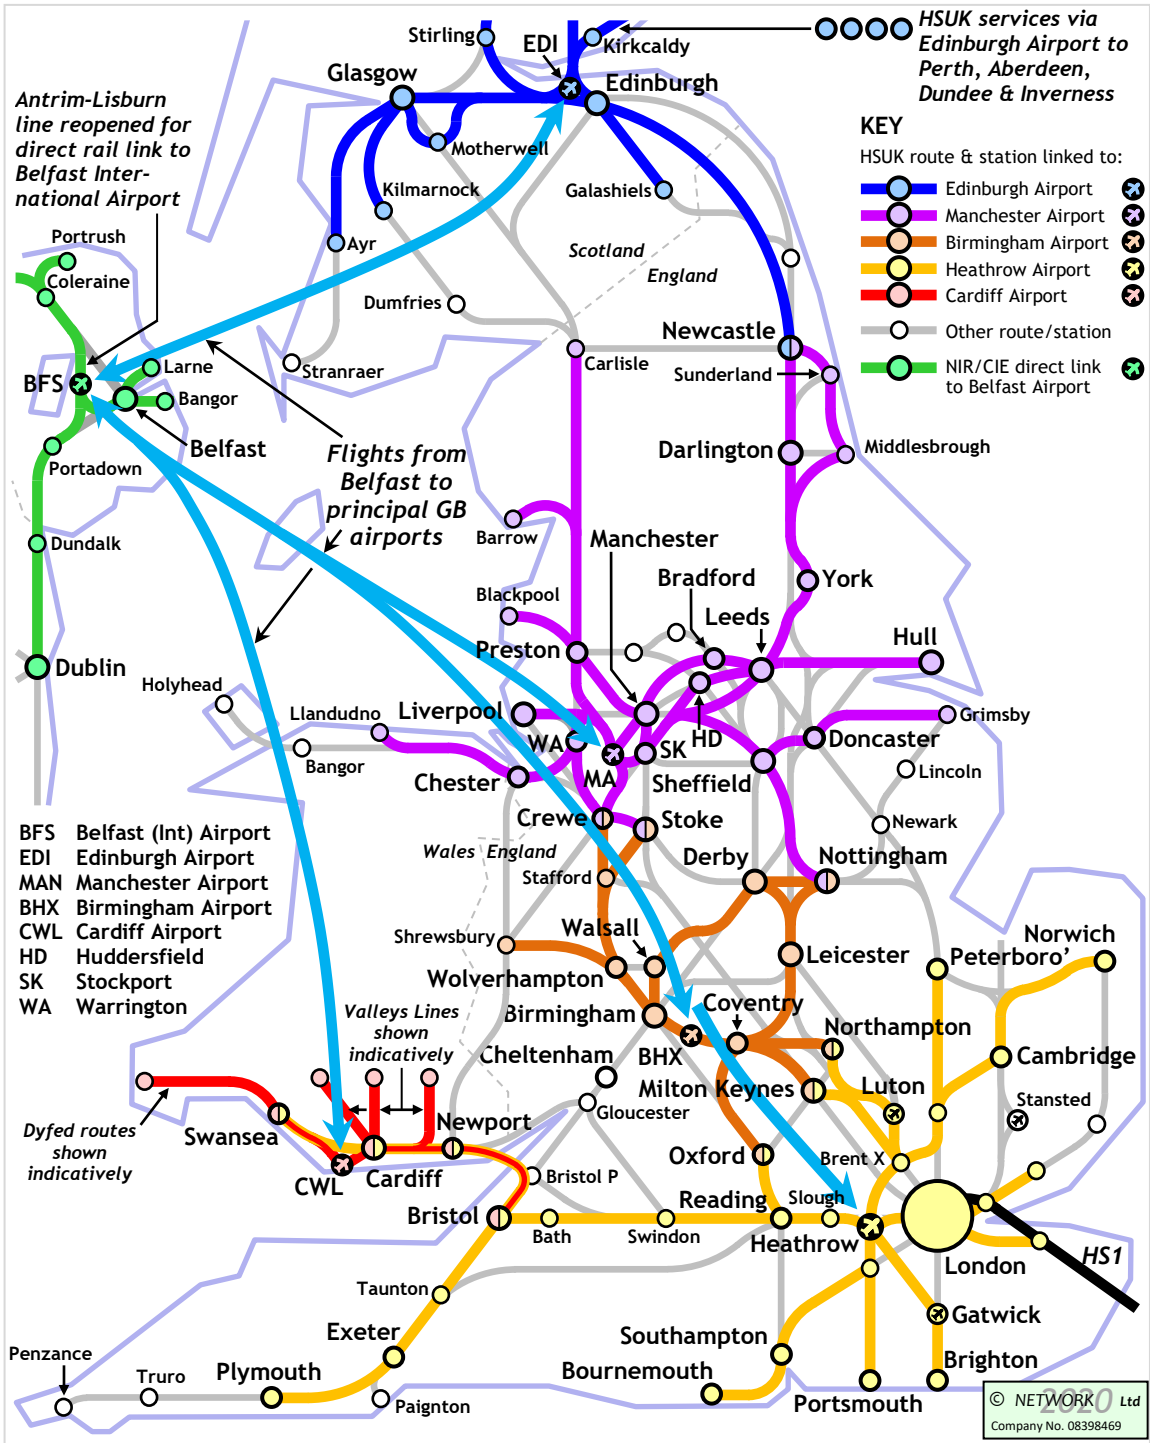 HSUK services via
Edinburgh Airport to
Perth, Aberdeen,
Dundee & Inverness
Stirling
EDI
Kirkcaldy
Glasgow
Edinburgh
Antrim-Lisburn
line reopened for
direct rail link to
Belfast Inter-
national Airport
KEY
HSUK route & station linked to:
Edinburgh Airport
Manchester Airport
Birmingham Airport
Heathrow Airport
Cardiff Airport
Other route/station
NIR/CIE direct link
to Belfast Airport
Motherwell
Kilmarnock
Galashiels
Ayr
Scotland
England
Portrush
Coleraine
Dumfries
Newcastle
Carlisle
Sunderland
Stranraer
Larne
BFS
Bangor
Belfast
Portadown
Darlington
Middlesbrough
Flights from
Belfast to
principal GB
airports
Barrow
Dundalk
Manchester
Bradford
York
Blackpool
Leeds
Preston
Hull
Dublin
Holyhead
Llandudno
Liverpool
Grimsby
WA
SK
HD
Doncaster
Bangor
MA
Sheffield
Lincoln
Chester
Crewe
Stoke
Newark
BFS Belfast (Int) Airport
EDI Edinburgh Airport
MAN Manchester Airport
BHX Birmingham Airport
CWL Cardiff Airport
HD Huddersfield
SK Stockport
WA Warrington
Wales England
Derby
Nottingham
Stafford
Walsall
Shrewsbury
Leicester
Norwich
Peterboro’
Wolverhampton
Valleys Lines
shown
indicatively
Birmingham
Coventry
BHX
Northampton
Cheltenham
Cambridge
Milton Keynes
Luton
Stansted
Gloucester
Dyfed routes
shown
indicatively
Swansea
Newport
CWL
Cardiff
Oxford
Brent X
Bristol P
Reading
Slough
Bristol
Bath
Swindon
Heathrow
London
HS1
Taunton
Gatwick
Exeter
Southampton
Penzance
Truro
Plymouth
Bournemouth
Brighton
Paignton
Portsmouth
© NETWORK 2020 Ltd
Company No. 08398469